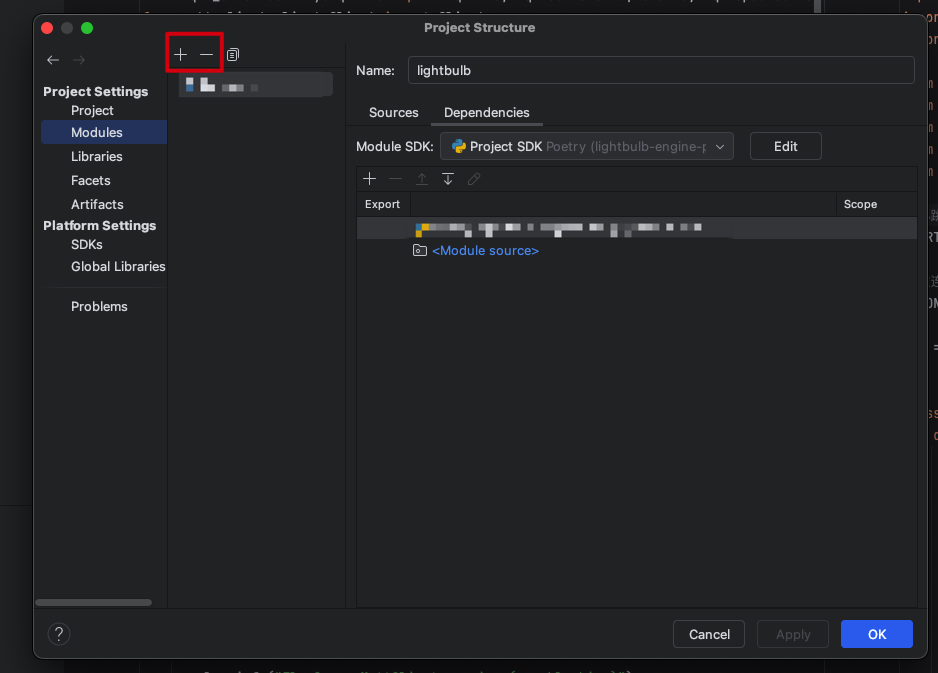 Project Structure
Project Settings
Project
Modules
Libraries
Facets
Artifacts
Platform Settings
SDKs
Global Libraries
Problems
Name: lightbulb
Sources Dependencies
Module SDK: Project SDK Poetry (lightbulb-engine-p
Edit
Export Scope
<Module source>
? Cancel Apply OK